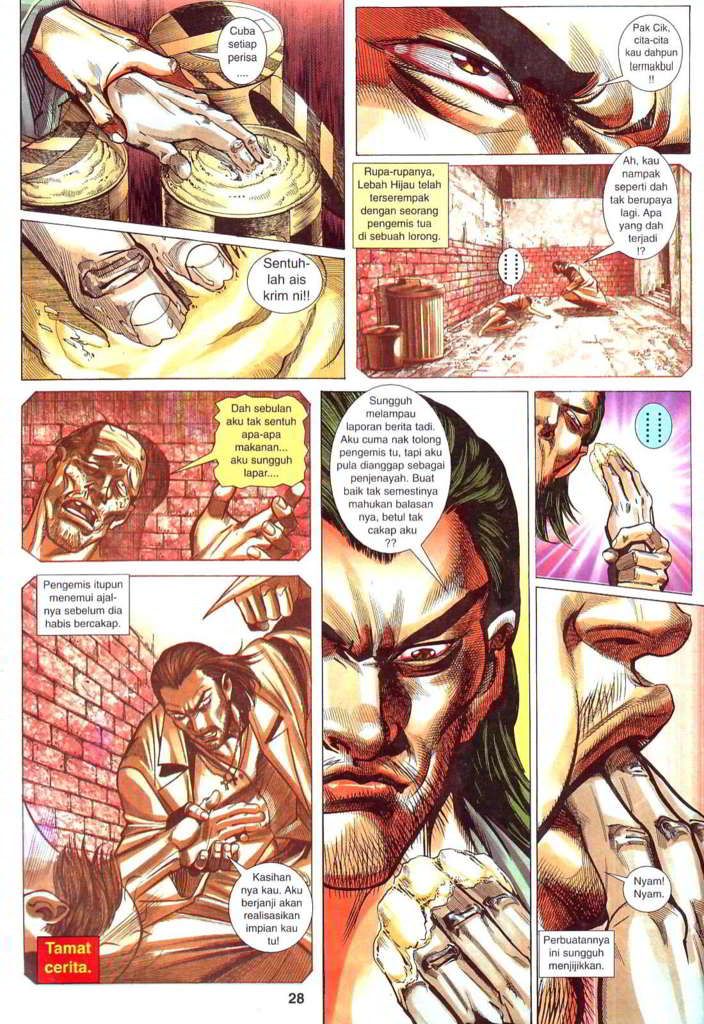 Cuba
setiap
perisa
....
Sentuh-
lah ais
krim ni!!
Pak Cik,
cita-cita
kau dahpun
termakbul
!!
Rupa-rupanya,
Lebah Hijau telah
terserempak
dengan seorang
pengemis tua
di sebuah lorong.
Ah, kau
nampak
seperti dah
tak berupaya
lagi. Apa
yang dah
terjadi
!?
Dah sebulan
aku tak sentuh
apa-apa
makanan...
aku sungguh
lapar....
Pengemis itupun
menemui ajal-
nya sebelum dia
habis bercakap.
Kasihan
nya kau. Aku
berjanji akan
realisasikan
impian kau
tu!
Tamat
cerita.
Sungguh
melampau
laporan berita tadi.
Aku cuma nak tolong
pengemis tu, tapi aku
pula dianggap sebagai
penjenayah. Buat
baik tak semestinya
mahukan balasan
nya, betul tak
cakap aku
??
Nyam!
Nyam.
Perbuatannya
ini sungguh
menjijikkan.
28